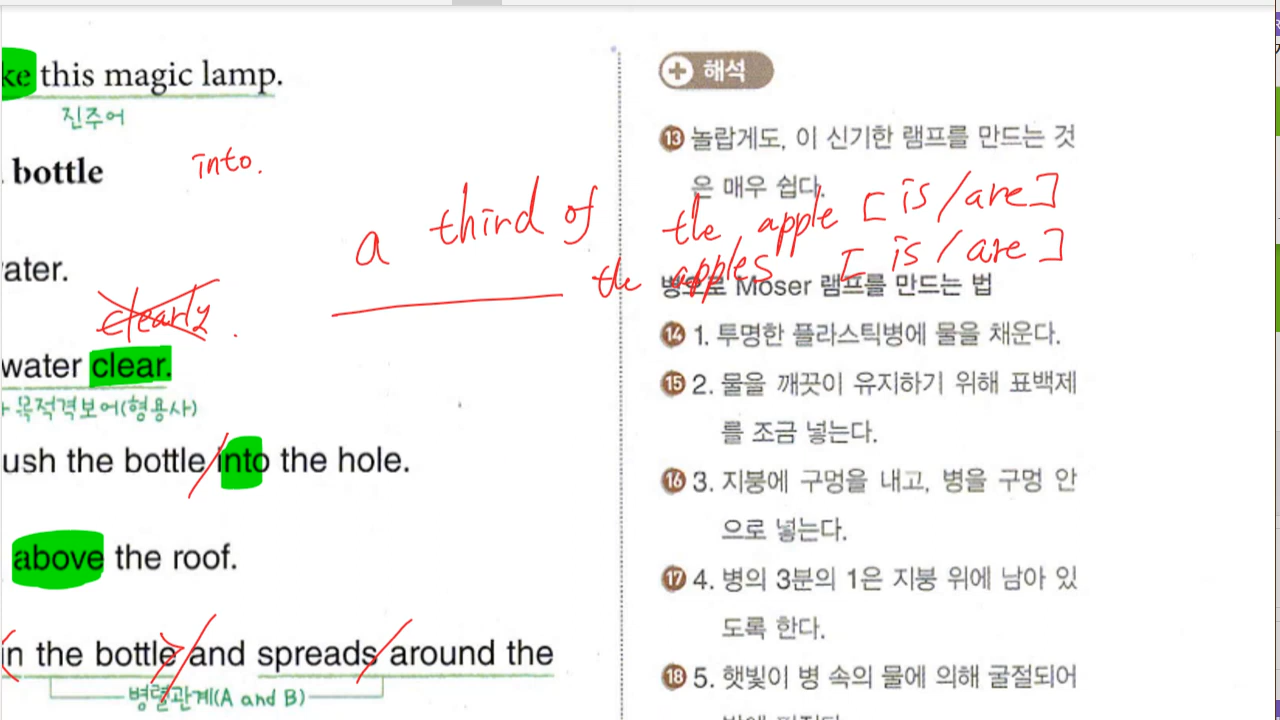 ke this magic lamp.
진주어
bottle
into.
ater.
clearly.
water clear.
목적격보어(형용사)
ush the bottle into the hole.
above the roof.
in the bottle and spreads around the
병렬관계(A and B)
a third of the apple [is/are]
the apples [is/are]
해석
13 놀랍게도, 이 신기한 램프를 만드는 것
은 매우 쉽다.
병으로 Moser 램프를 만드는 법
14 1. 투명한 플라스틱병에 물을 채운다.
15 2. 물을 깨끗이 유지하기 위해 표백제
를 조금 넣는다.
16 3. 지붕에 구멍을 내고, 병을 구멍 안
으로 넣는다.
17 4. 병의 3분의 1은 지붕 위에 남아 있
도록 한다.
18 5. 햇빛이 병 속의 물에 의해 굴절되어